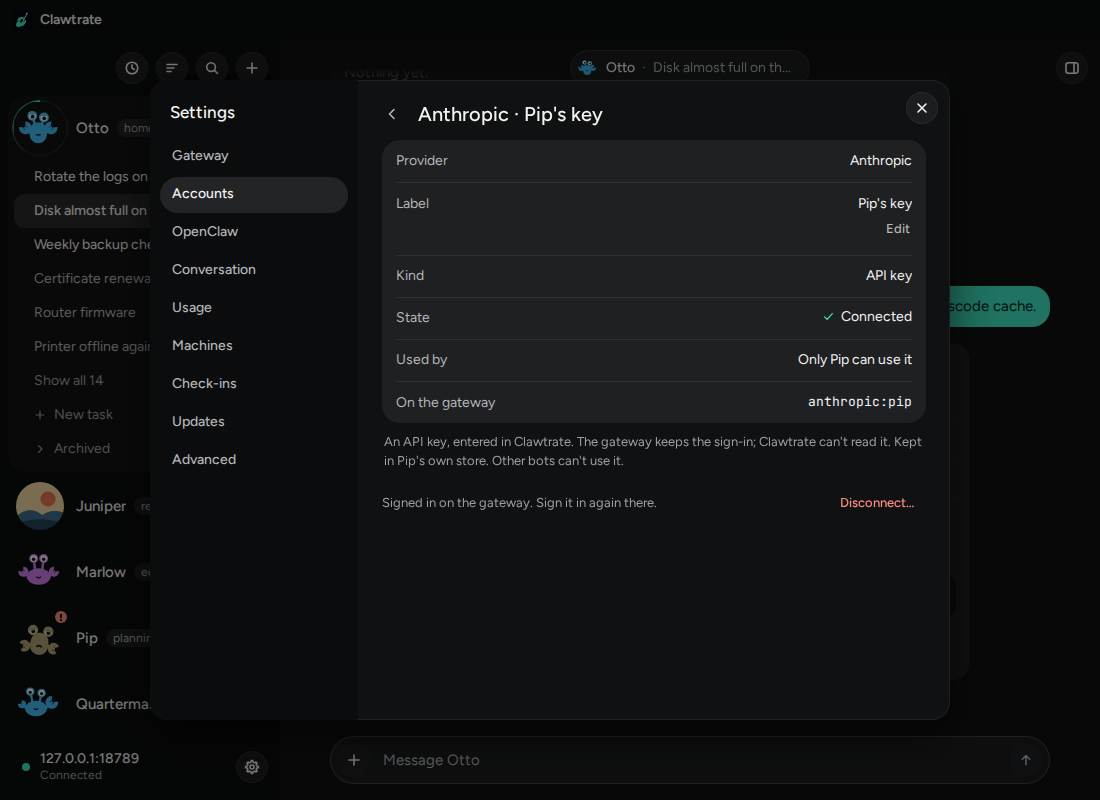 Clawtrate
Nothing yet.
Otto · Disk almost full on th…
Otto
Rotate the logs on
Disk almost full on
Weekly backup che
Certificate renewa
Router firmware
Printer offline again
Show all 14
+ New task
Archived
Juniper
Marlow
Pip
plannin
Quarterma
127.0.0.1:18789
Connected
Settings
Gateway
Accounts
OpenClaw
Conversation
Usage
Machines
Check-ins
Updates
Advanced
Anthropic · Pip's key
Provider Anthropic
Label Pip's key
Edit
Kind API key
State Connected
Used by Only Pip can use it
On the gateway anthropic:pip
An API key, entered in Clawtrate. The gateway keeps the sign-in; Clawtrate can't read it. Kept
in Pip's own store. Other bots can't use it.
Signed in on the gateway. Sign it in again there. Disconnect…
scode cache.
Message Otto